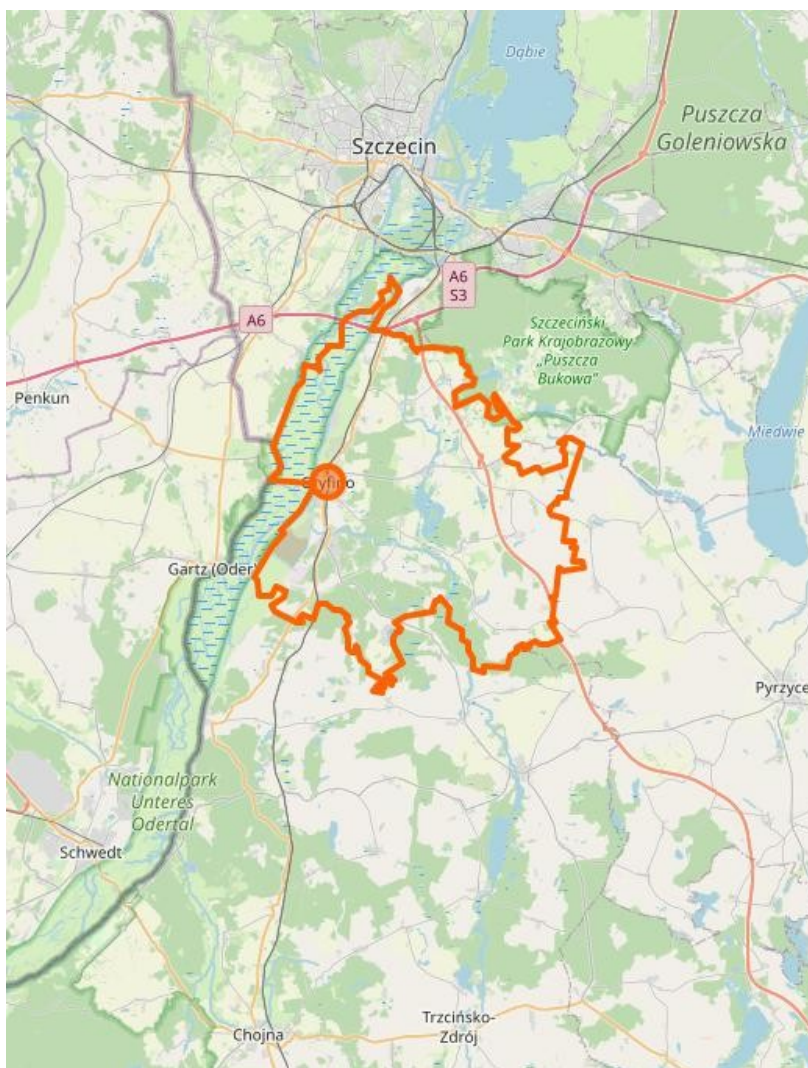 Dąbie
Puszcza
Goleniowska
Szczecin
A6
S3
A6
Szczeciński
Park Krajobrazowy
„Puszcza
Bukowa”
Penkun
Miedwie
Gryfino
Gartz (Oder)
Pyrzyce
Nationalpark
Unteres
Odertal
Schwedt
Trzcińsko-
Zdrój
Chojna